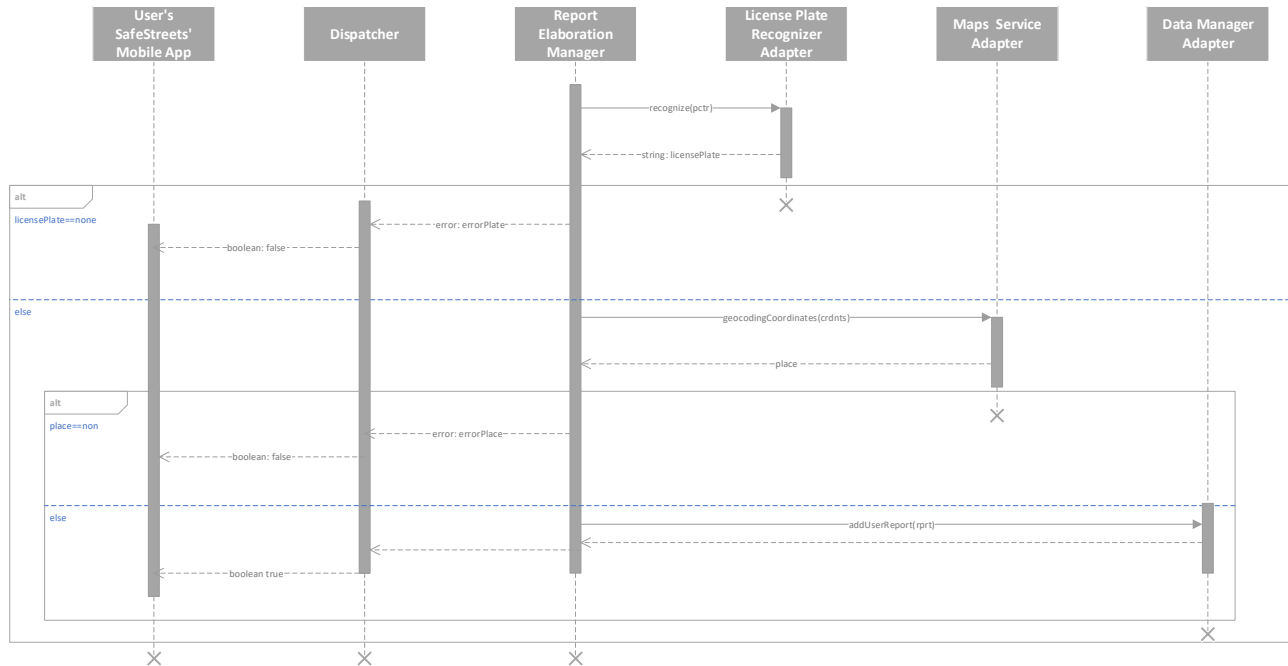 User's
SafeStreets'
Mobile App
Dispatcher
Report
Elaboration
Manager
License Plate
Recognizer
Adapter
Maps Service
Adapter
Data Manager
Adapter
recognize(pctr)
string: licensePlate
alt
licensePlate==none
error: errorPlate
boolean: false
else
geocodingCoordinates(crdnts)
place
alt
place==non
error: errorPlace
boolean: false
else
addUserReport(rprt)
boolean true